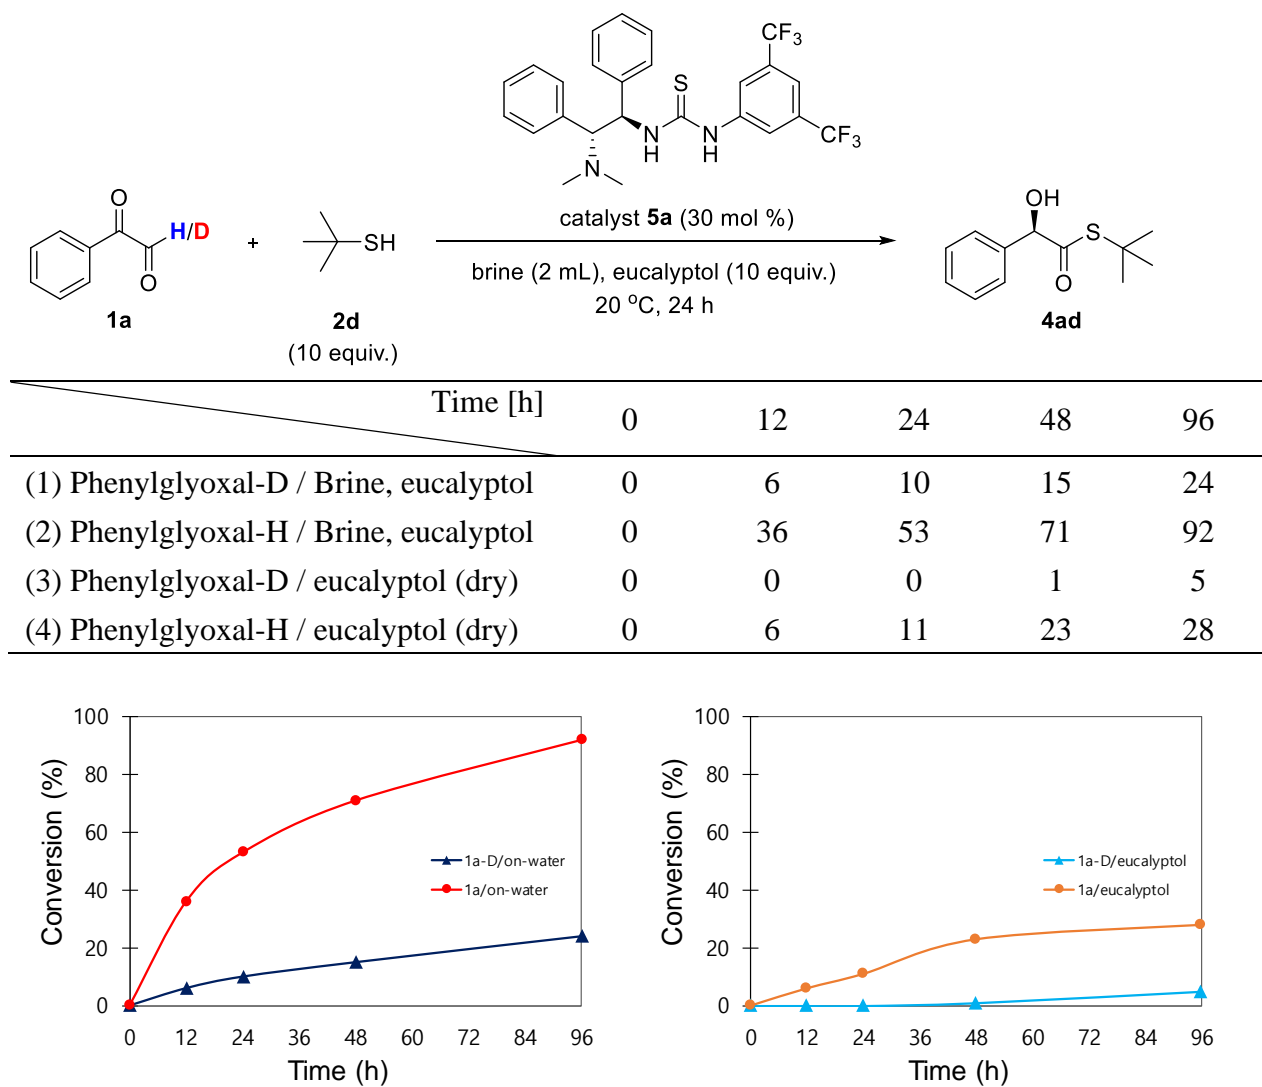 CF3
S
N
H
N
H
CF3
N
O
H/D
O
1a
+
SH
2d
(10 equiv.)
catalyst 5a (30 mol %)
brine (2 mL), eucalyptol (10 equiv.)
20 °C, 24 h
OH
S
O
4ad
Time [h] 0 12 24 48 96
(1) Phenylglyoxal-D / Brine, eucalyptol 0 6 10 15 24
(2) Phenylglyoxal-H / Brine, eucalyptol 0 36 53 71 92
(3) Phenylglyoxal-D / eucalyptol (dry) 0 0 0 1 5
(4) Phenylglyoxal-H / eucalyptol (dry) 0 6 11 23 28
Conversion (%)
100
80
60
40
20
0
0 12 24 36 48 60 72 84 96
Time (h)
1a-D/on-water
1a/on-water
Conversion (%)
100
80
60
40
20
0
0 12 24 36 48 60 72 84 96
Time (h)
1a-D/eucalyptol
1a/eucalyptol